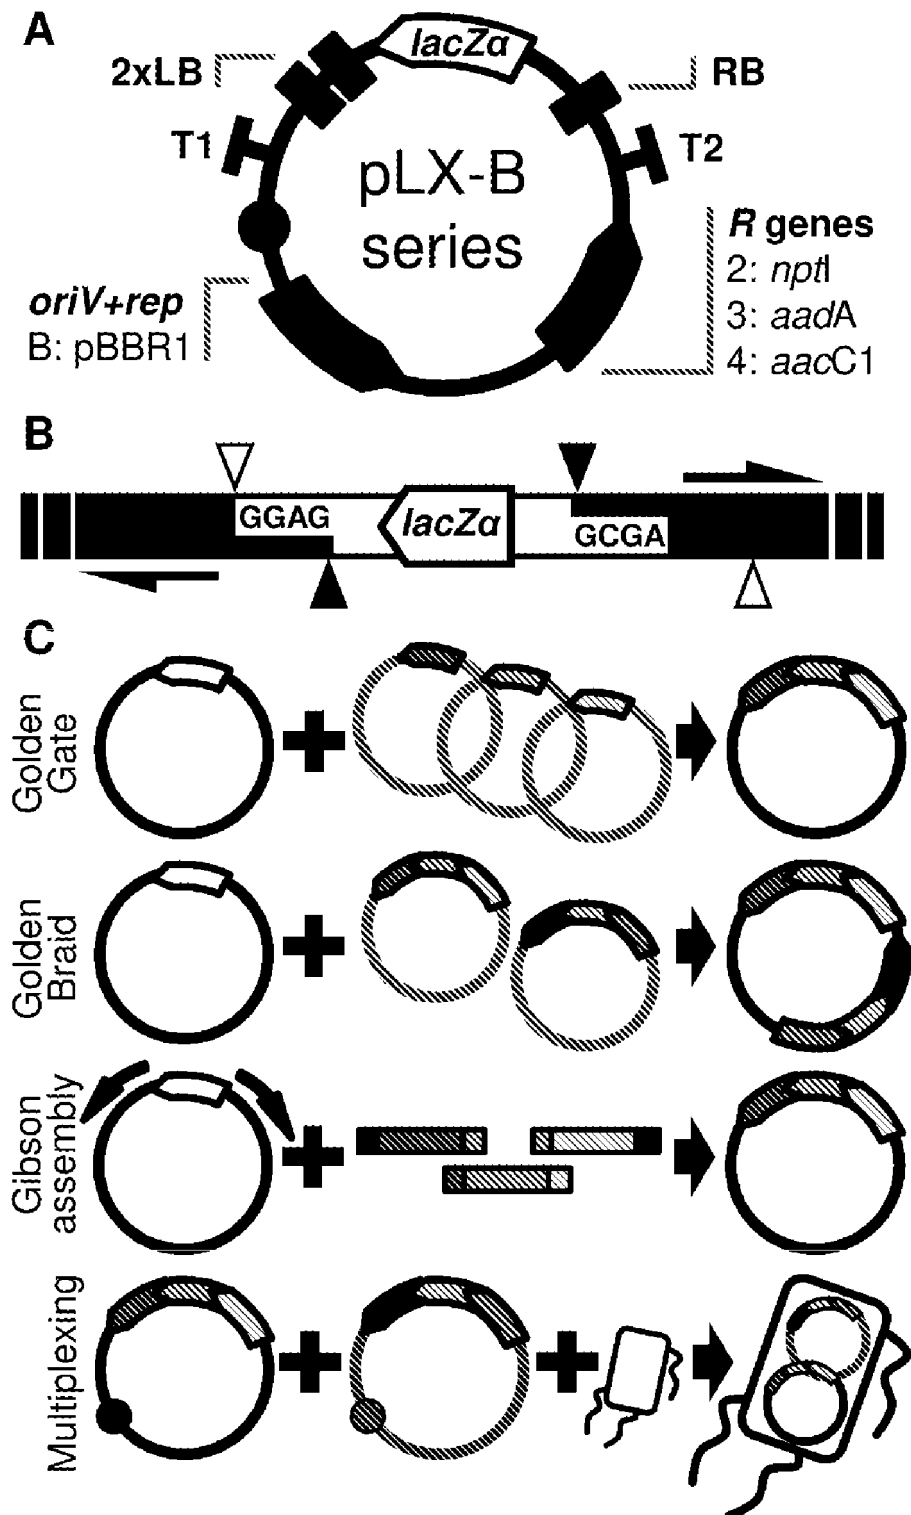 A
lacZα
2xLB
RB
T1
T2
pLX-B
series
R genes
2: nptI
3: aadA
4: aacC1
oriV+rep
B: pBBR1
B
GGAG
lacZα
GCGA
C
Golden
Gate
Golden
Braid
Gibson
assembly
Multiplexing